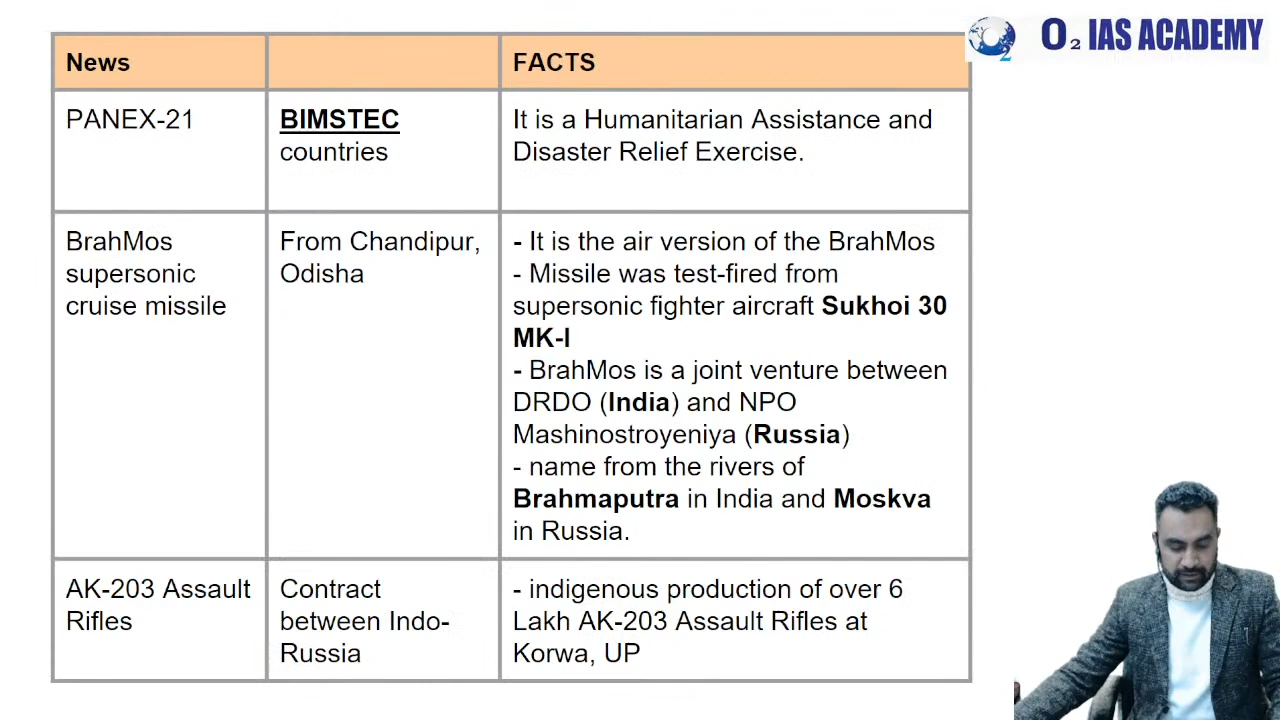 O2 IAS ACADEMY
News
FACTS
PANEX-21
BIMSTEC
countries
It is a Humanitarian Assistance and
Disaster Relief Exercise.
BrahMos
supersonic
cruise missile
From Chandipur,
Odisha
- It is the air version of the BrahMos
- Missile was test-fired from
supersonic fighter aircraft Sukhoi 30
MK-I
- BrahMos is a joint venture between
DRDO (India) and NPO
Mashinostroyeniya (Russia)
- name from the rivers of
Brahmaputra in India and Moskva
in Russia.
AK-203 Assault
Rifles
Contract
between Indo-
Russia
- indigenous production of over 6
Lakh AK-203 Assault Rifles at
Korwa, UP